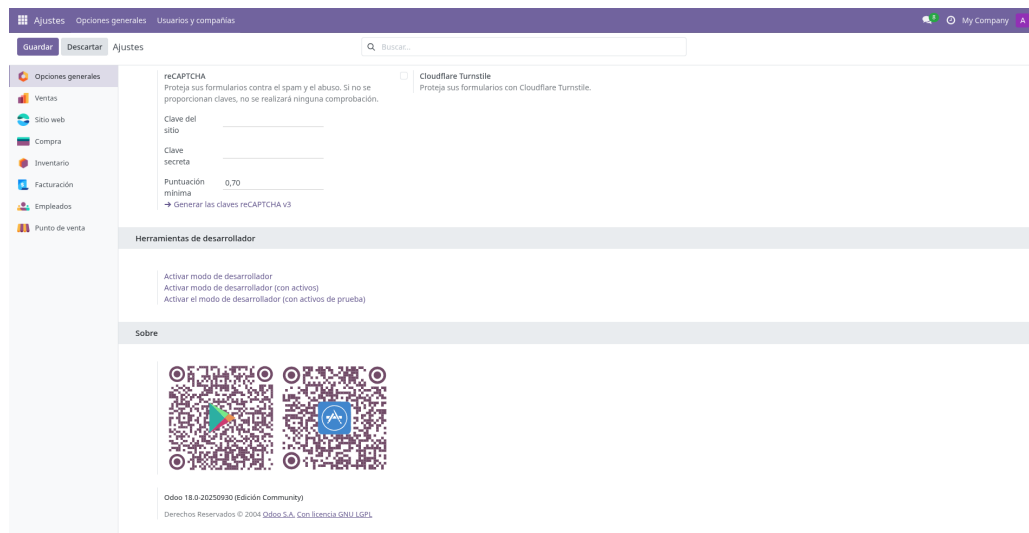 Ajustes Opciones generales Usuarios y compañías My Company A
Guardar Descartar Ajustes Buscar...
Opciones generales
Ventas
Sitio web
Compra
Inventario
Facturación
Empleados
Punto de venta
reCAPTCHA
Proteja sus formularios contra el spam y el abuso. Si no se
proporcionan claves, no se realizará ninguna comprobación.
Clave del
sitio
Clave
secreta
Puntuación 0,70
mínima
→ Generar las claves reCAPTCHA v3
Cloudflare Turnstile
Proteja sus formularios con Cloudflare Turnstile.
Herramientas de desarrollador
Activar modo de desarrollador
Activar modo de desarrollador (con activos)
Activar el modo de desarrollador (con activos de prueba)
Sobre
Odoo 18.0-20250930 (Edición Community)
Derechos Reservados © 2004 Odoo S.A. Con licencia GNU LGPL